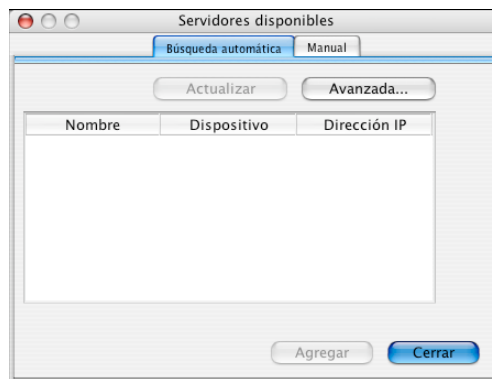 Servidores disponibles
Búsqueda automática Manual
Actualizar Avanzada...
Nombre Dispositivo Dirección IP
Agregar Cerrar